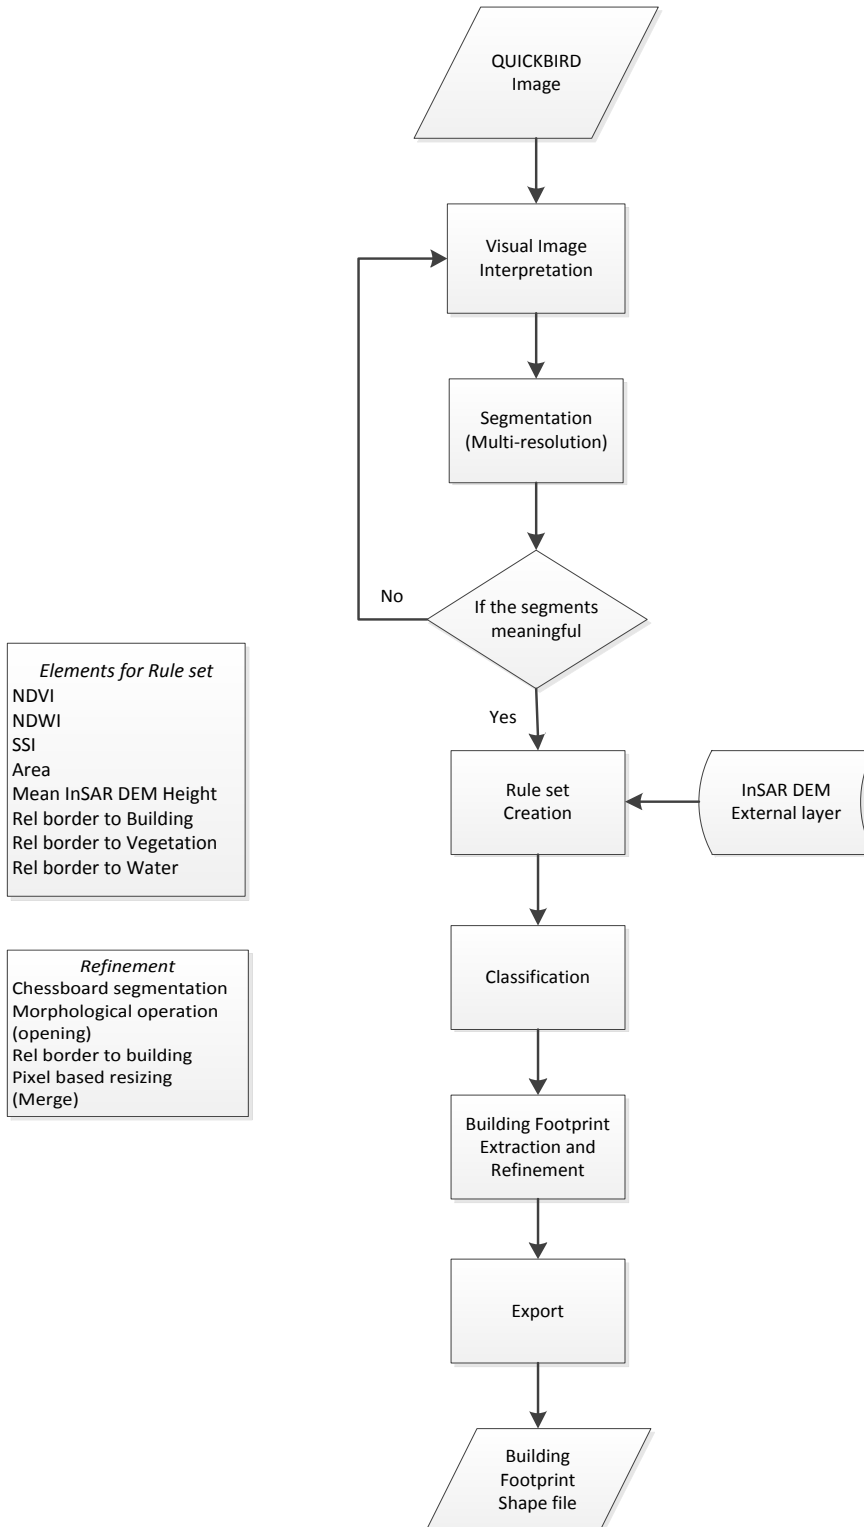 QUICKBIRD
Image
Visual Image
Interpretation
Segmentation
(Multi-resolution)
No
If the segments
meaningful
Yes
Elements for Rule set
NDVI
NDWI
SSI
Area
Mean InSAR DEM Height
Rel border to Building
Rel border to Vegetation
Rel border to Water
Rule set
Creation
InSAR DEM
External layer
Classification
Refinement
Chessboard segmentation
Morphological operation
(opening)
Rel border to building
Pixel based resizing
(Merge)
Building Footprint
Extraction and
Refinement
Export
Building
Footprint
Shape file